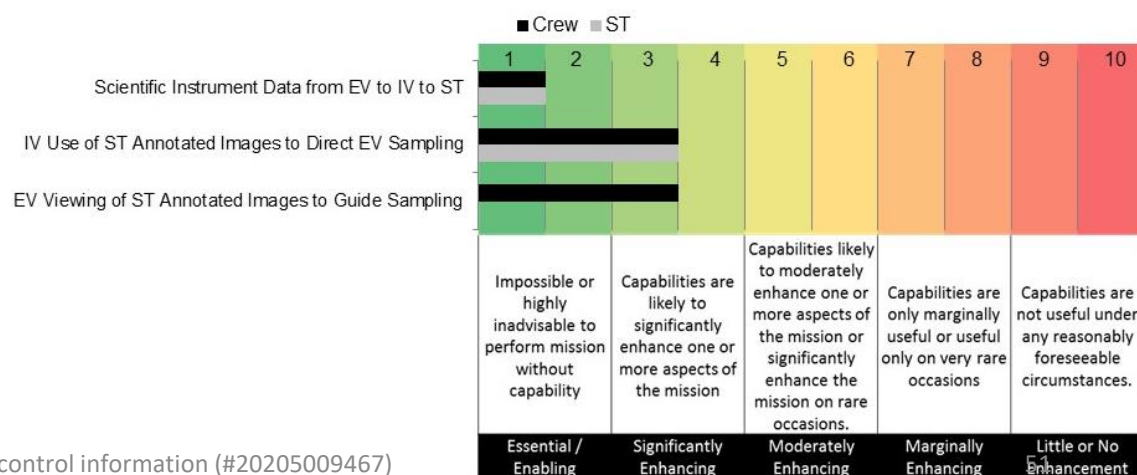 Crew ST
1 2 3 4 5 6 7 8 9 10
Scientific Instrument Data from EV to IV to ST
IV Use of ST Annotated Images to Direct EV Sampling
EV Viewing of ST Annotated Images to Guide Sampling
Impossible or
highly
inadvisable to
perform mission
without
capability
Capabilities are
likely to
significantly
enhance one or
more aspects of
the mission
Capabilities likely
to moderately
enhance one or
more aspects of
the mission or
significantly
enhance the
mission on rare
occasions.
Capabilities are
only marginally
useful or useful
only on very rare
occasions
Capabilities are
not useful under
any reasonably
foreseeable
circumstances.
Essential /
Enabling
Significantly
Enhancing
Moderately
Enhancing
Marginally
Enhancing
Little or No
Enhancement
control information (#20205009467)
51